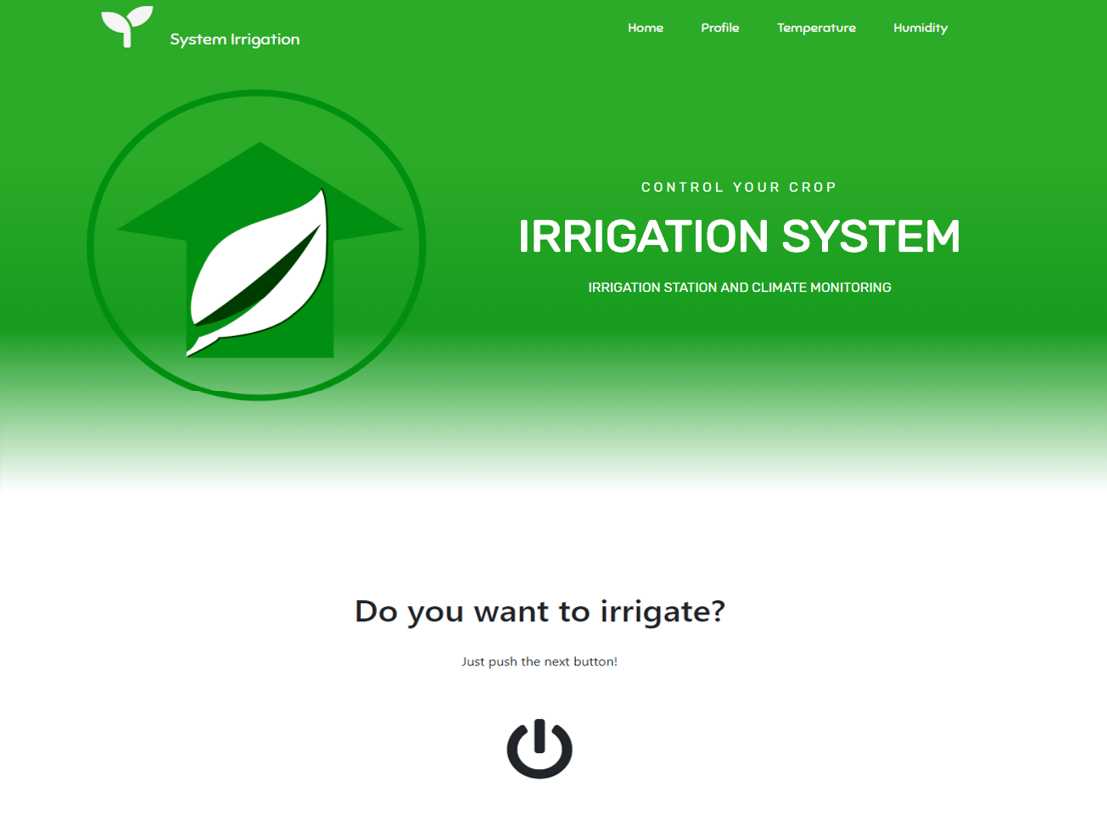 System Irrigation
Home Profile Temperature Humidity
CONTROL YOUR CROP
IRRIGATION SYSTEM
IRRIGATION STATION AND CLIMATE MONITORING
Do you want to irrigate?
Just push the next button!